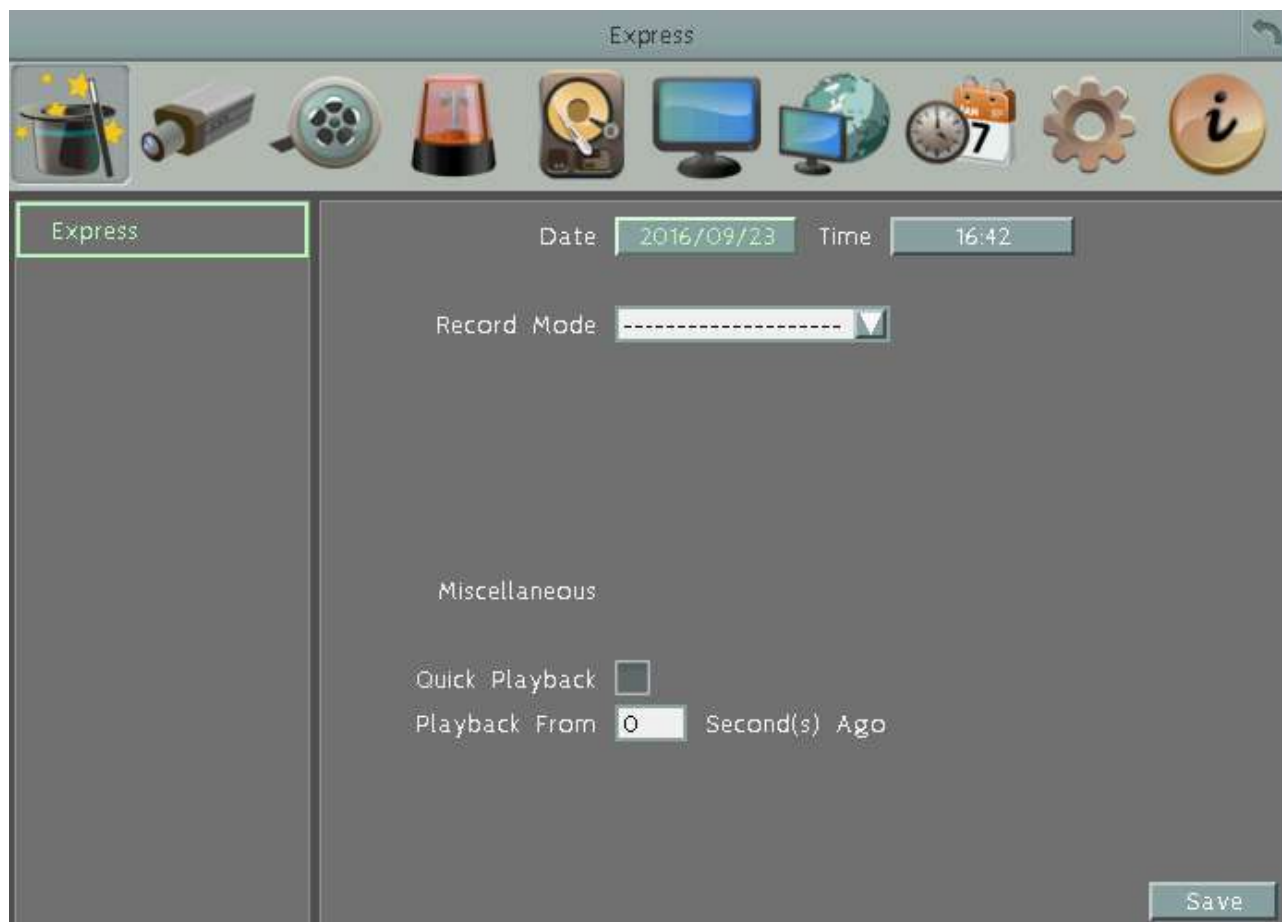 Express
7
i
Express
Date 2016/09/23 Time 16:42
Record Mode --------------------
Miscellaneous
Quick Playback
Playback From 0 Second(s) Ago
Save